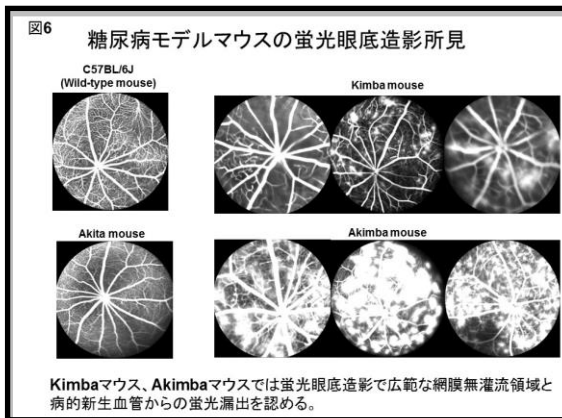 図6
糖尿病モデルマウスの蛍光眼底造影所見
C57BL/6J
(Wild-type mouse)
Kimba mouse
Akita mouse
Akimba mouse
Kimbaマウス、Akimbaマウスでは蛍光眼底造影で広範な網膜無灌流領域と
病的新生血管からの蛍光漏出を認める。